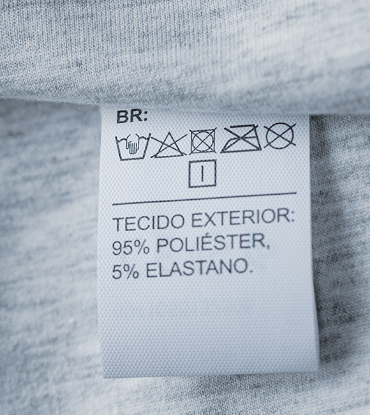 BR:
TECIDO EXTERIOR:
95% POLIÉSTER,
5% ELASTANO.